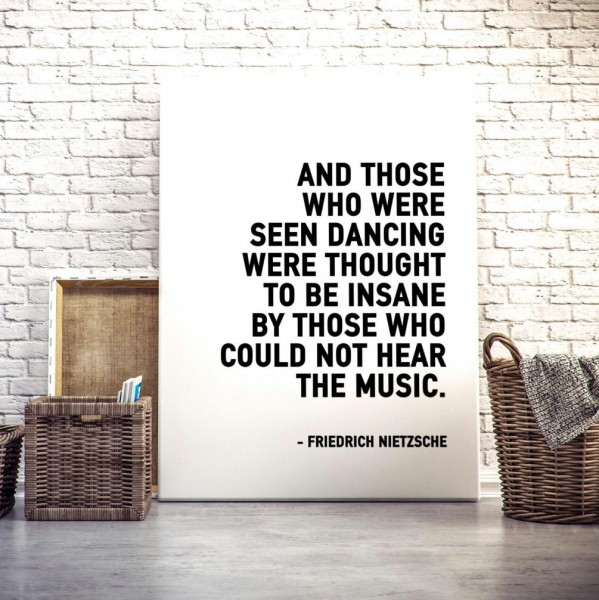 AND THOSE
WHO WERE
SEEN DANCING
WERE THOUGHT
TO BE INSANE
BY THOSE WHO
COULD NOT HEAR
THE MUSIC.
- FRIEDRICH NIETZSCHE